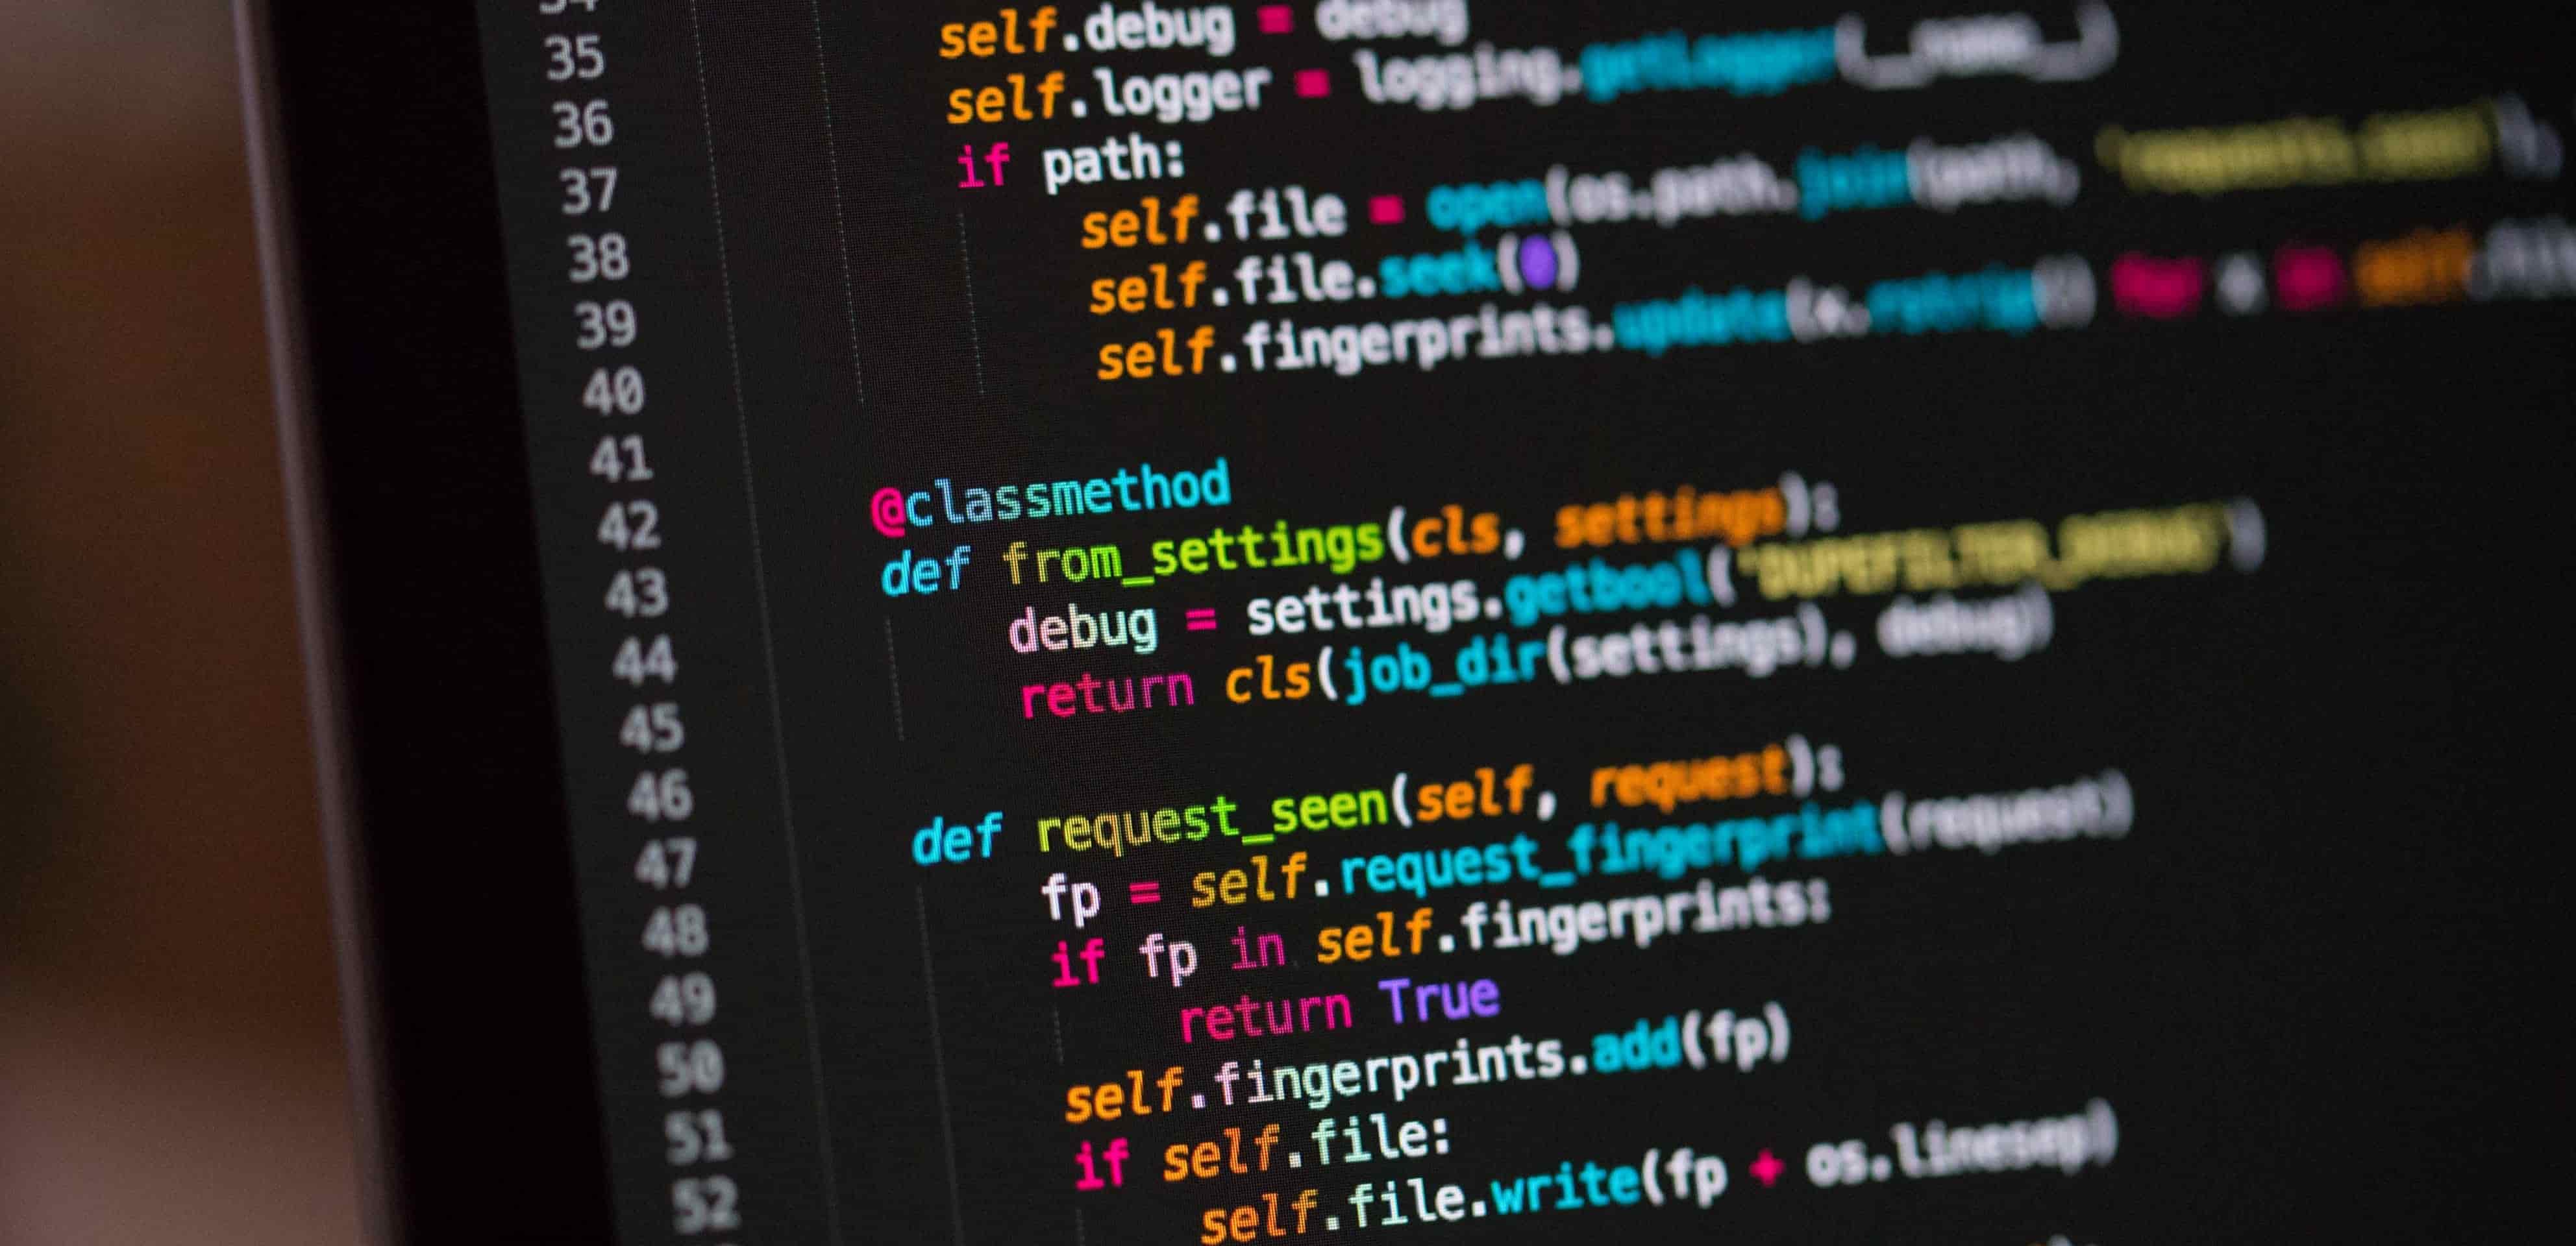 34
35 self.debug = debug
36 self.logger = logging.getLogger(__name__)
37 if path:
38 self.file = open(os.path.join(path, 'requests.seen'),
39 self.file.seek(0)
40 self.fingerprints.update(x.rstrip() for x in self.
41
42 @classmethod
43 def from_settings(cls, settings):
44 debug = settings.getbool('DUPEFILTER_DEBUG')
45 return cls(job_dir(settings), debug)
46
47 def request_seen(self, request):
48 fp = self.request_fingerprint(request)
49 if fp in self.fingerprints:
50 return True
51 self.fingerprints.add(fp)
52 if self.file:
self.file.write(fp + os.linesep)